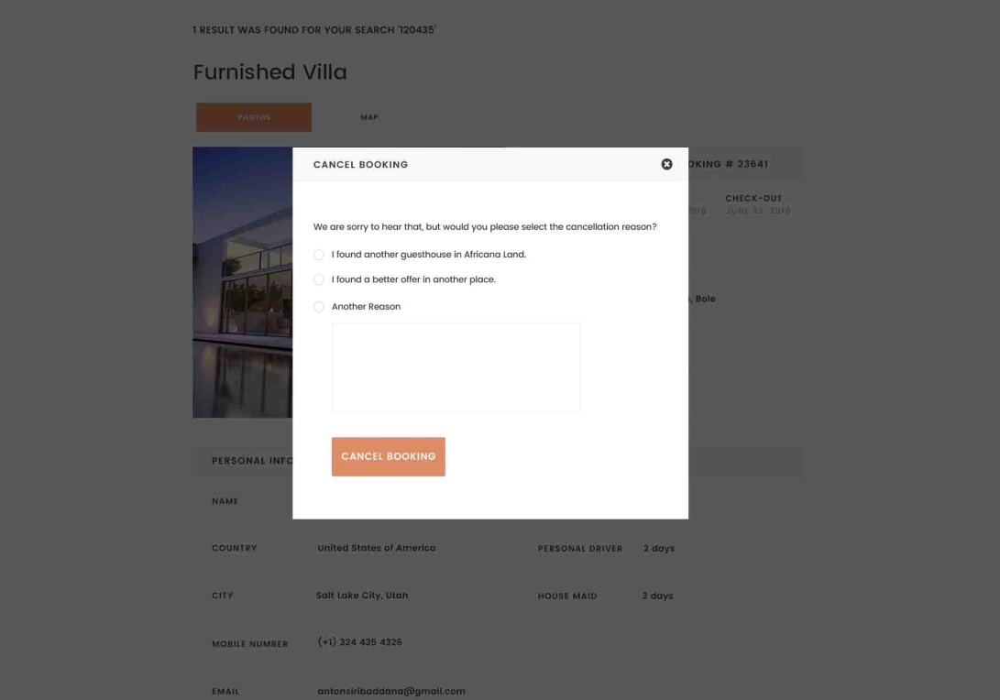 1 RESULT WAS FOUND FOR YOUR SEARCH '120435'
Furnished Villa
PHOTOS
MAP
CANCEL BOOKING
OKING # 23641
CHECK-OUT
JUNE 23, 2019
We are sorry to hear that, but would you please select the cancellation reason?
I found another guesthouse in Africana Land.
I found a better offer in another place.
, Bole
Another Reason
CANCEL BOOKING
PERSONAL INFO
NAME
COUNTRY United States of America PERSONAL DRIVER 2 days
CITY Salt Lake City, Utah HOUSE MAID 3 days
MOBILE NUMBER (+1) 324 435 4326
EMAIL antonsiribaddana@gmail.com